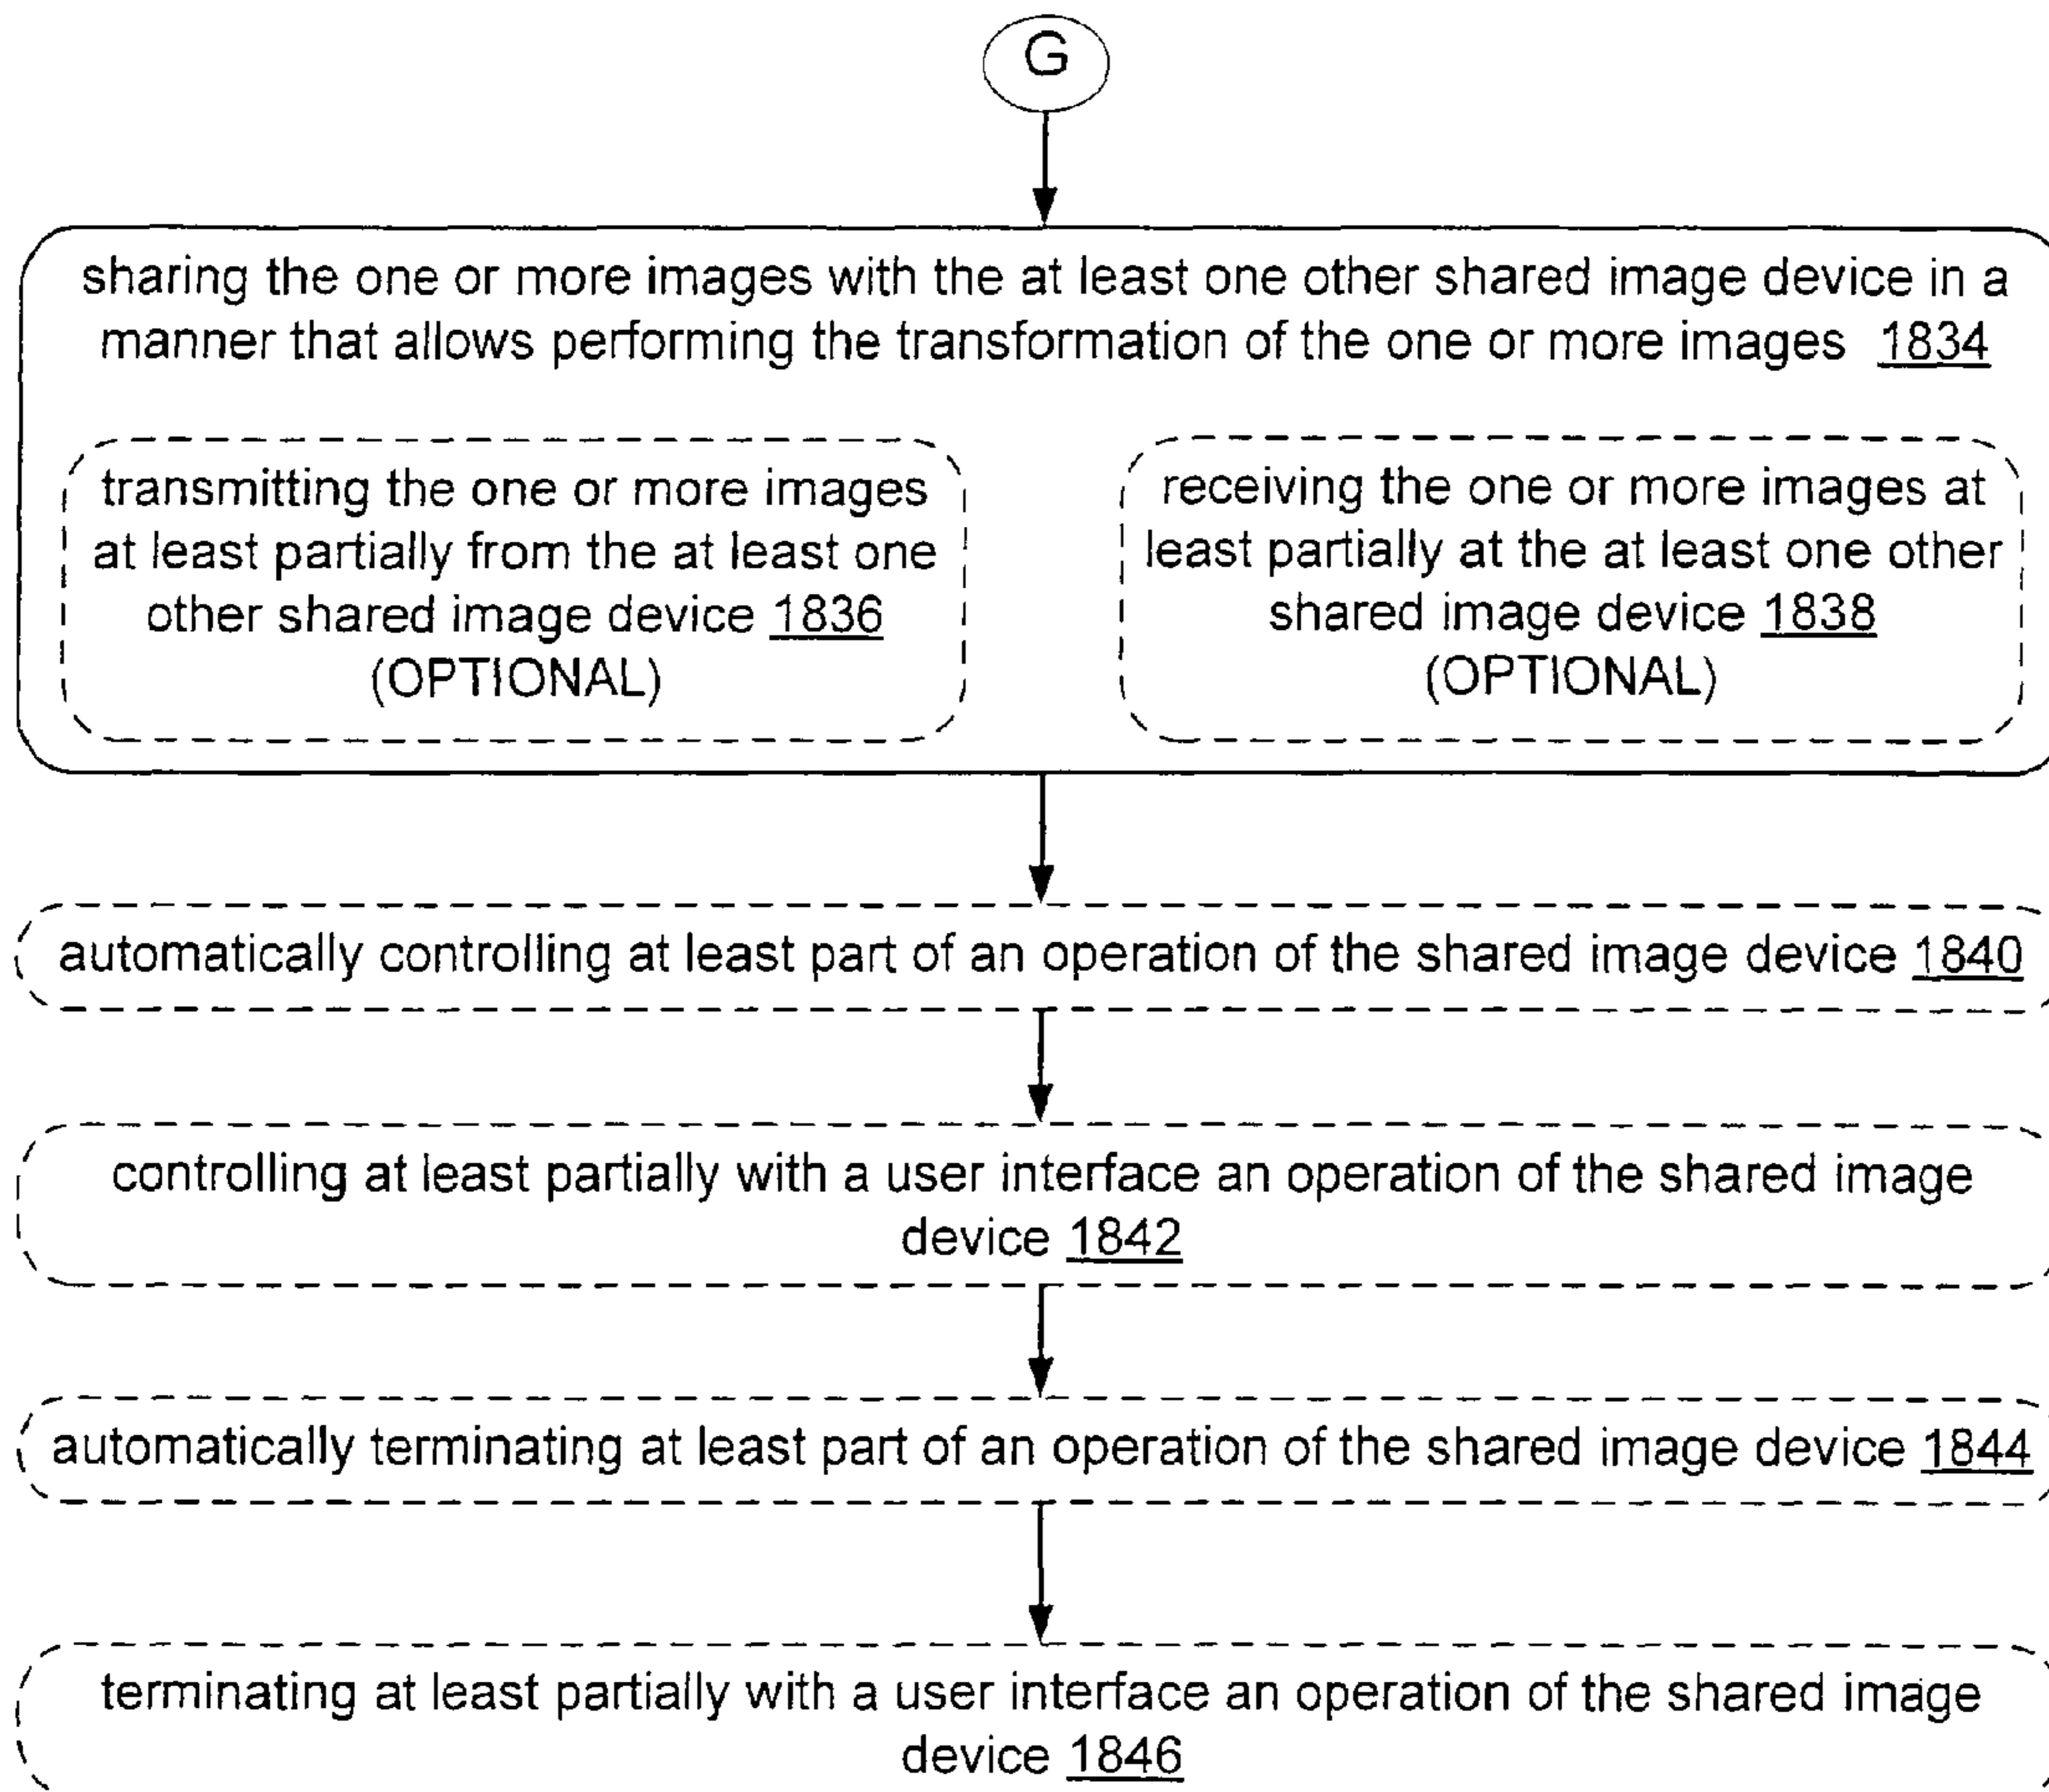 G
sharing the one or more images with the at least one other shared image device in a
manner that allows performing the transformation of the one or more images 1834
transmitting the one or more images
at least partially from the at least one
other shared image device 1836
(OPTIONAL)
receiving the one or more images at
least partially at the at least one other
shared image device 1838
(OPTIONAL)
automatically controlling at least part of an operation of the shared image device 1840
controlling at least partially with a user interface an operation of the shared image
device 1842
automatically terminating at least part of an operation of the shared image device 1844
terminating at least partially with a user interface an operation of the shared image
device 1846